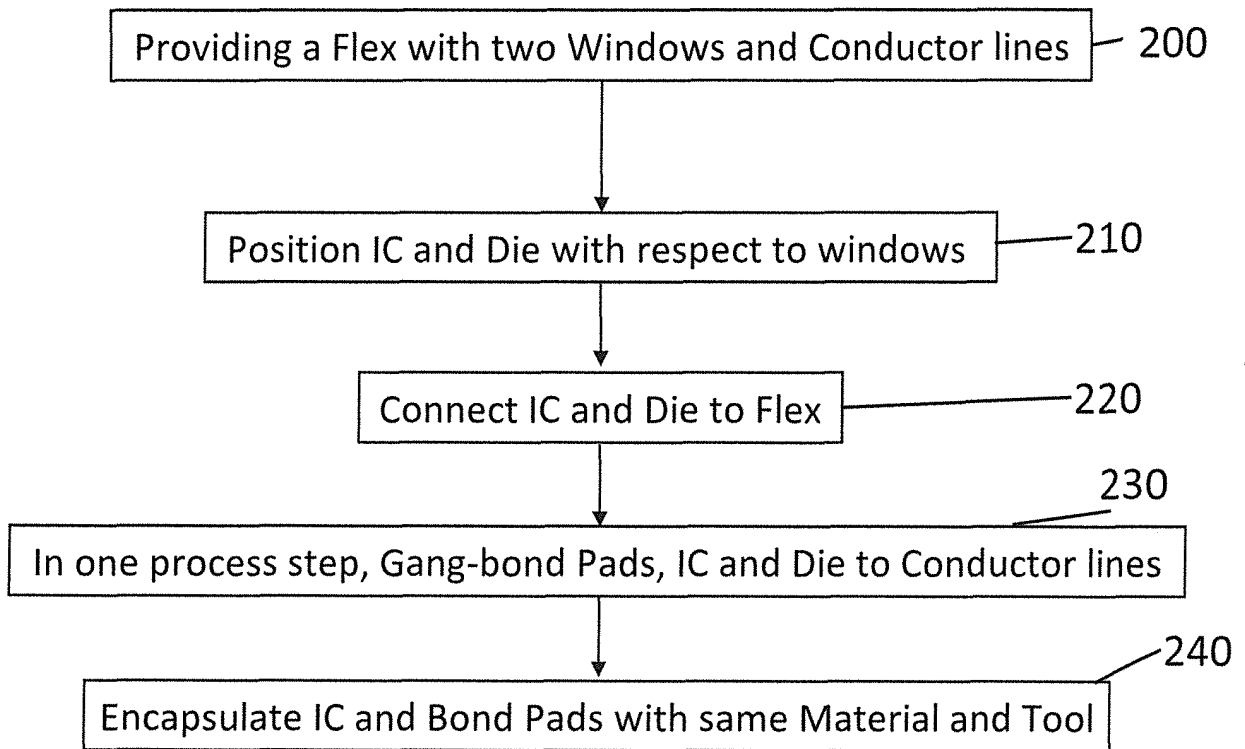 Providing a Flex with two Windows and Conductor lines
200
Position IC and Die with respect to windows
210
Connect IC and Die to Flex
220
230
In one process step, Gang-bond Pads, IC and Die to Conductor lines
240
Encapsulate IC and Bond Pads with same Material and Tool